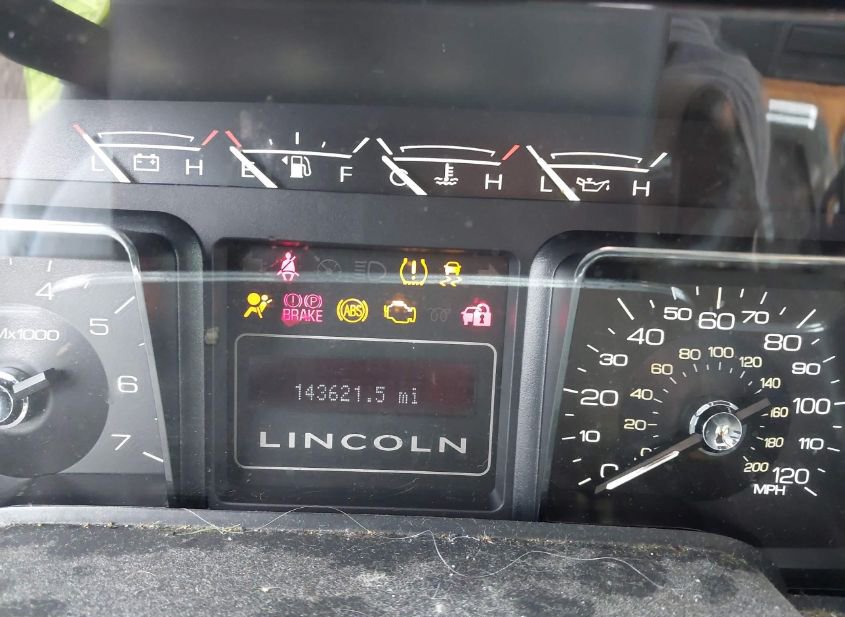 L H E F C H L H
4
5
Mx1000
6
7
! P
BRAKE
ABS
143621.5 mi
LINCOLN
0 10 20 30 40 50 60 70 80 90 100 110 120
20 40 60 80 100 120 140 160 180 200
MPH